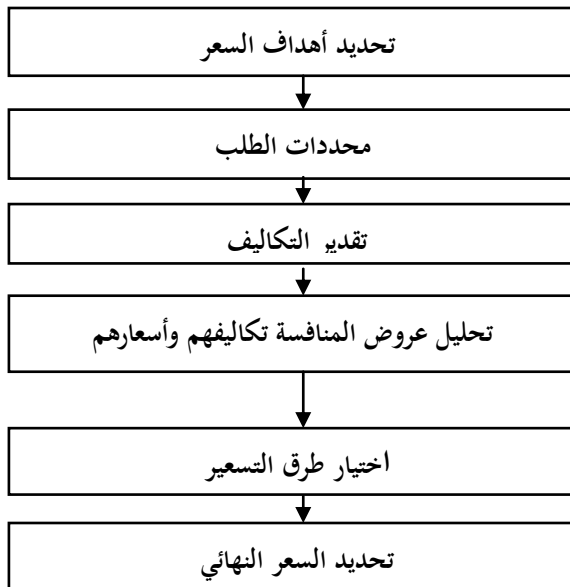 تحديد أهداف السعر
محددات الطلب
تقدير التكاليف
تحليل عروض المنافسة تكاليفهم وأسعارهم
اختيار طرق التسعير
تحديد السعر النهائي